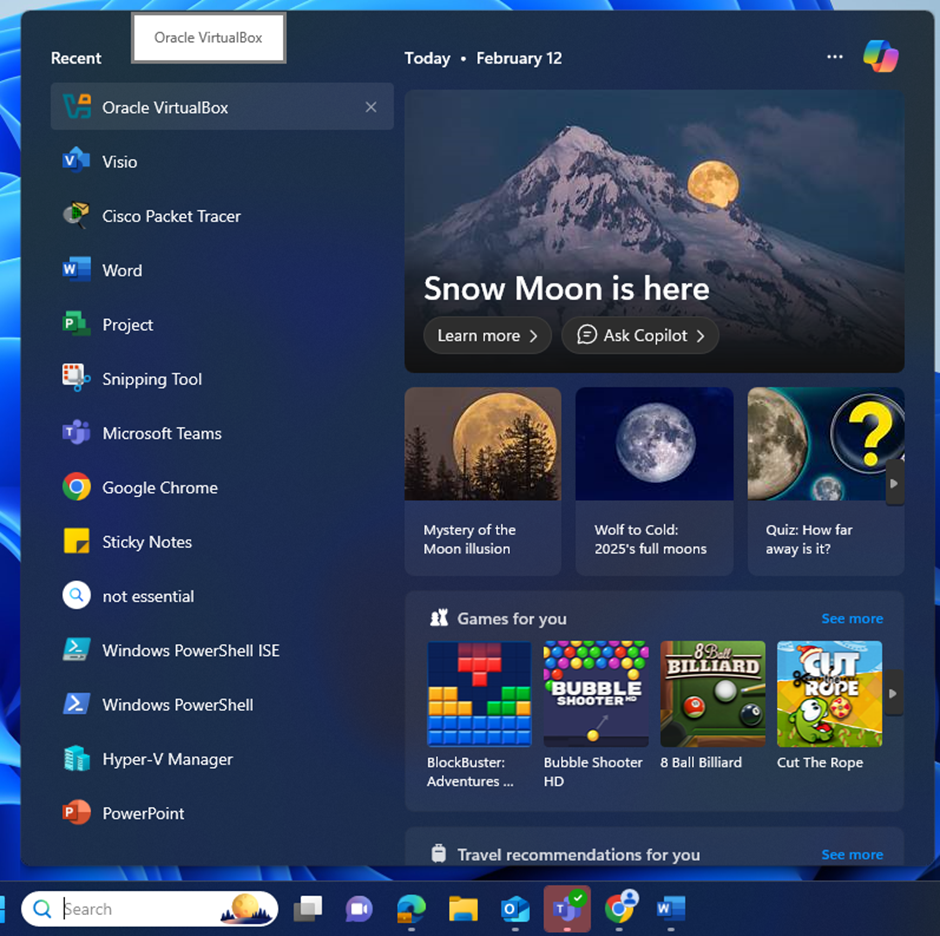 Oracle VirtualBox
Recent
Oracle VirtualBox
Visio
Cisco Packet Tracer
Word
Project
Snipping Tool
Microsoft Teams
Google Chrome
Sticky Notes
not essential
Windows PowerShell ISE
Windows PowerShell
Hyper-V Manager
PowerPoint
Today • February 12
Snow Moon is here
Learn more
Ask Copilot
Mystery of the
Moon illusion
Wolf to Cold:
2025's full moons
?
Quiz: How far
away is it?
Games for you
See more
BUBBLE
SHOOTER HD
8 Ball
BILLIARD
CUT
the
ROPE
BlockBuster:
Adventures ...
Bubble Shooter
HD
8 Ball Billiard
Cut The Rope
Travel recommendations for you
See more
Search